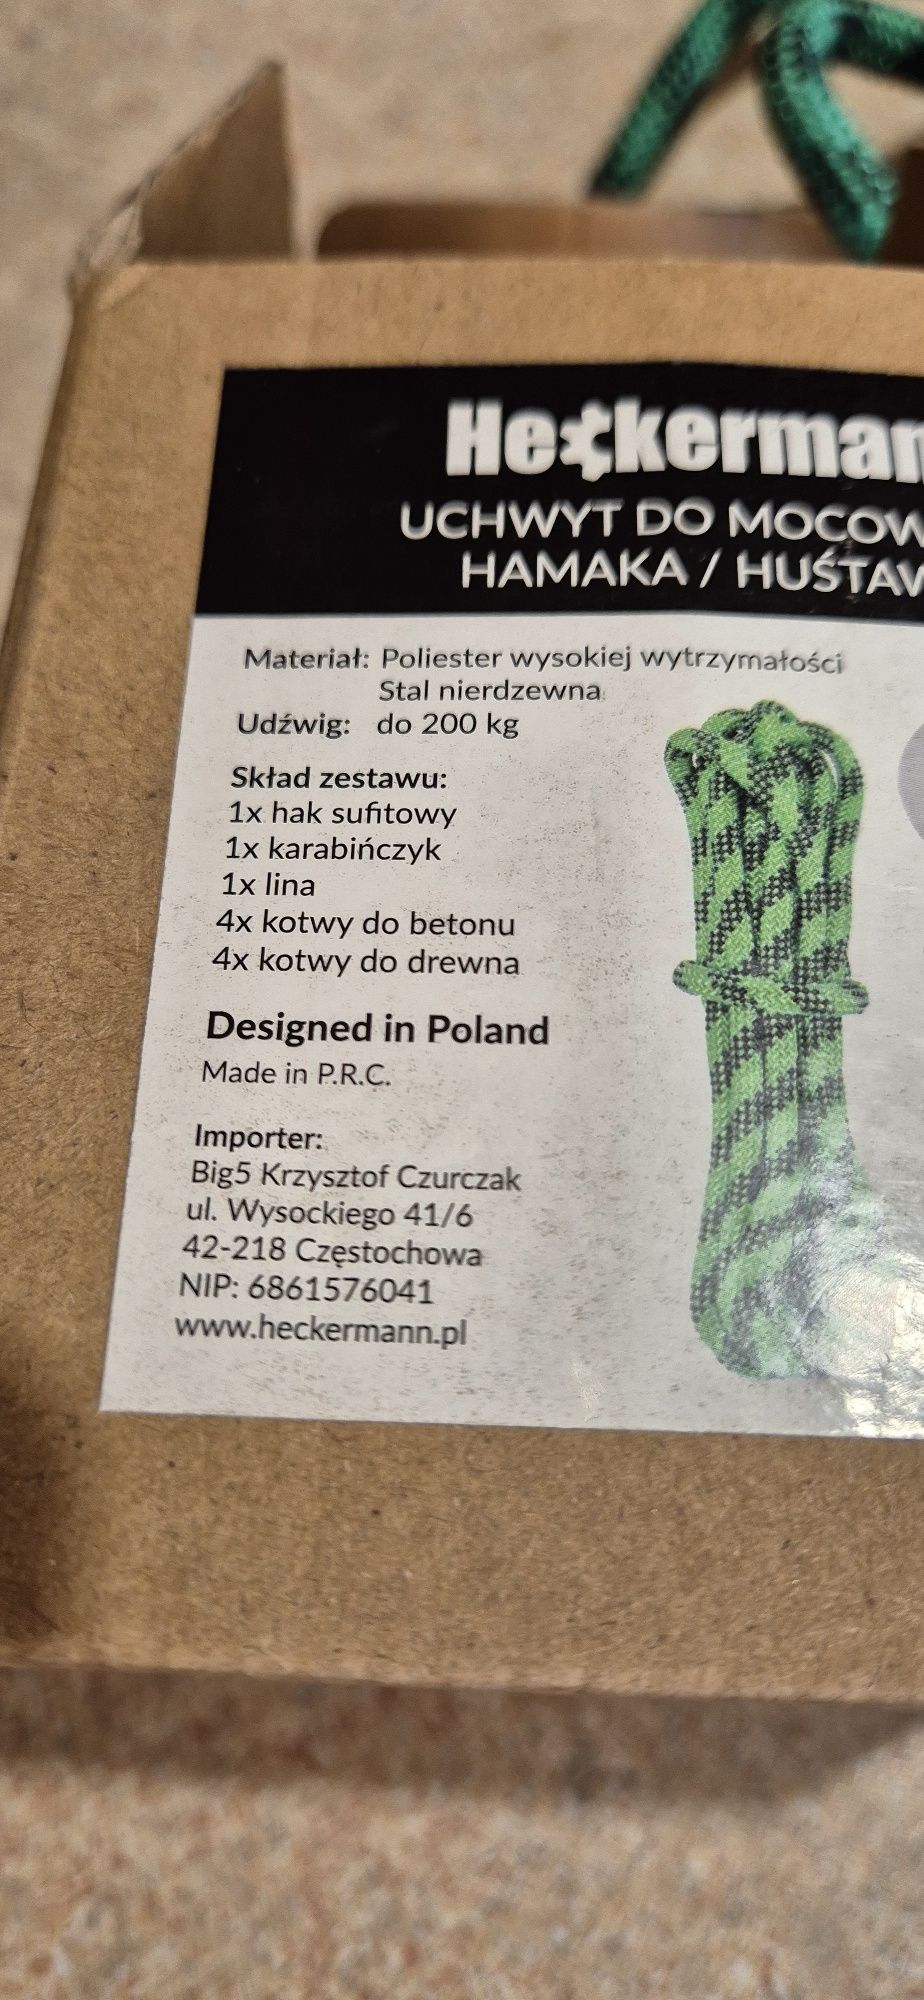 Heckerman
UCHWYT DO MOCOW
HAMAKA / HUŚTAW
Materiał: Poliester wysokiej wytrzymałości
Stal nierdzewna
Udźwig: do 200 kg
Skład zestawu:
1x hak sufitowy
1x karabińczyk
1x lina
4x kotwy do betonu
4x kotwy do drewna
Designed in Poland
Made in P.R.C.
Importer:
Big5 Krzysztof Czurczak
ul. Wysockiego 41/6
42-218 Częstochowa
NIP: 6861576041
www.heckermann.pl